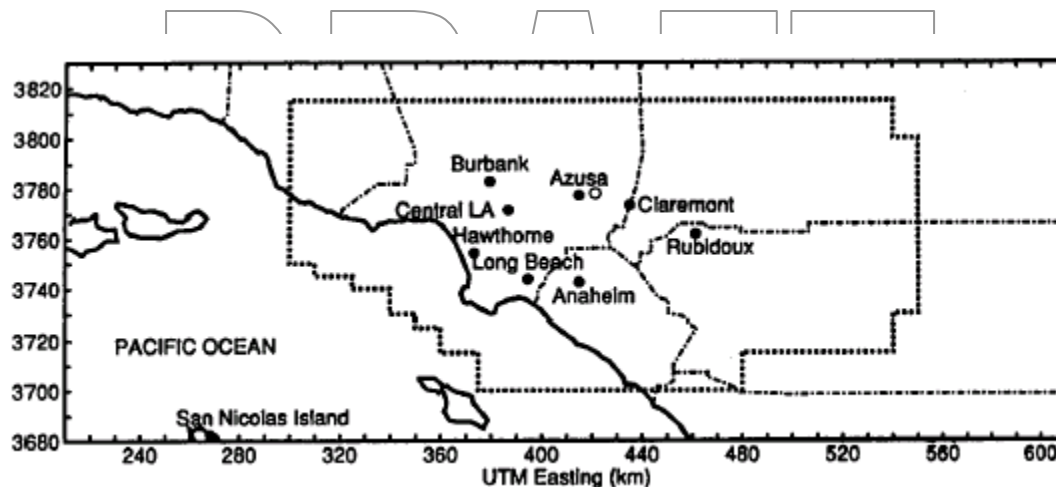 DRAFT
3820
3800
3780
3760
3740
3720
3700
3680
Burbank
Azusa
Central LA
Claremont
Hawthorne
Rubidoux
Long Beach
Anaheim
PACIFIC OCEAN
San Nicolas Island
240 280 320 360 400 440 480 520 560 600
UTM Easting (km)